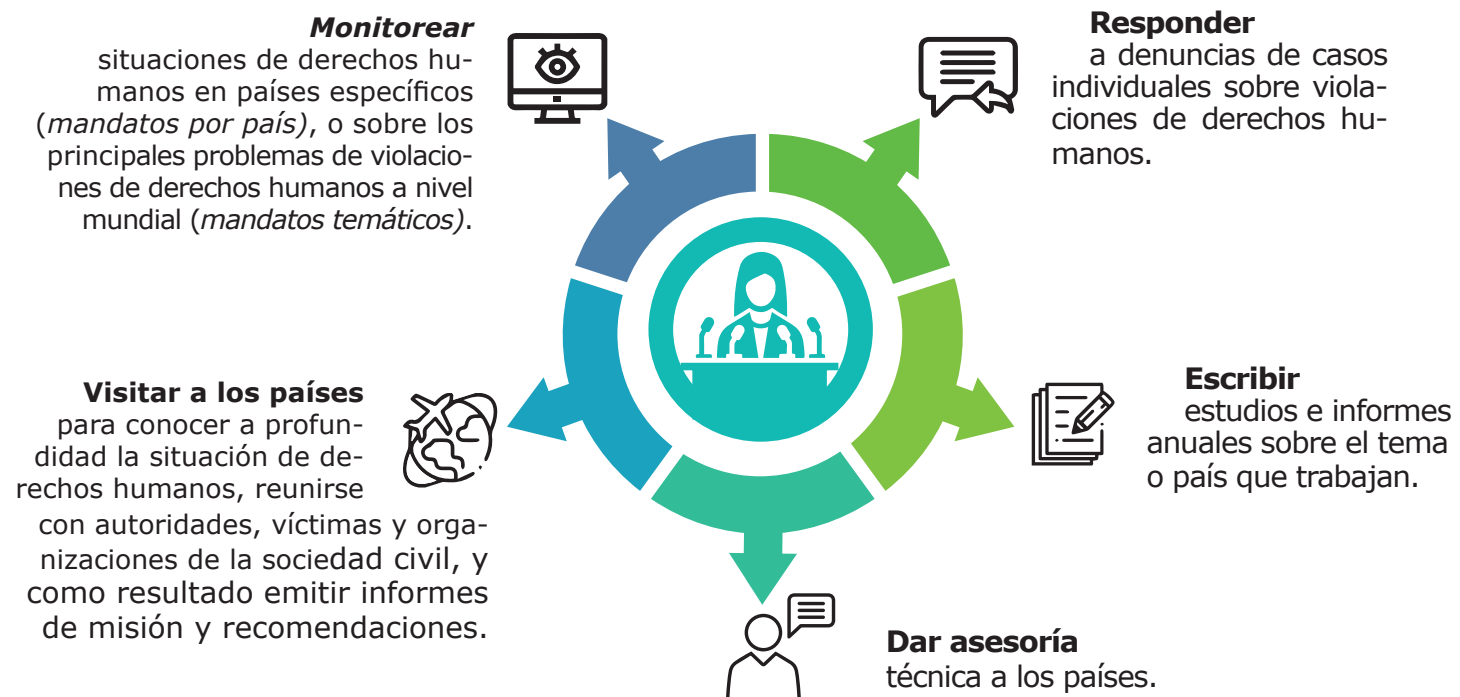 Monitorear
situaciones de derechos hu-
manos en países específicos
(mandatos por país), o sobre los
principales problemas de violacio-
nes de derechos humanos a nivel
mundial (mandatos temáticos).
Responder
a denuncias de casos
individuales sobre viola-
ciones de derechos hu-
manos.
Visitar a los países
para conocer a profun-
didad la situación de de-
rechos humanos, reunirse
con autoridades, víctimas y orga-
nizaciones de la sociedad civil, y
como resultado emitir informes
de misión y recomendaciones.
Escribir
estudios e informes
anuales sobre el tema
o país que trabajan.
Dar asesoría
técnica a los países.